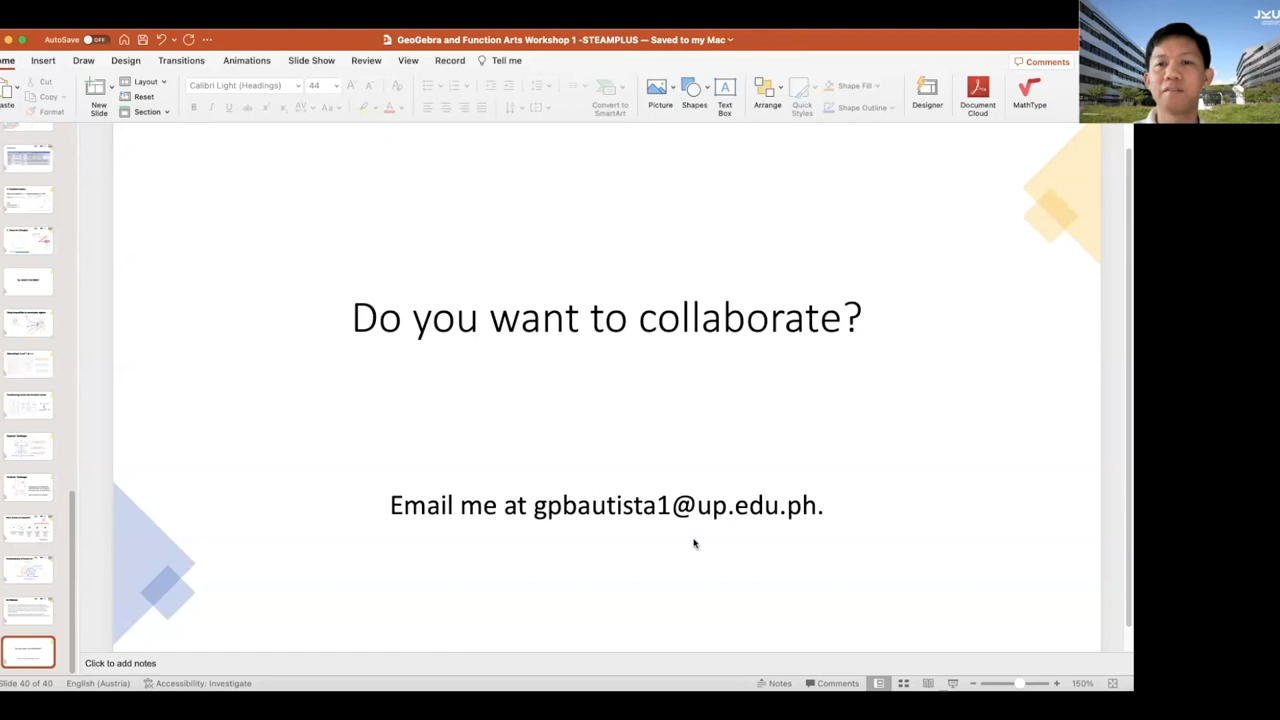 AutoSave OFF
GeoGebra and Function Arts Workshop 1 -STEAMPLUS — Saved to my Mac
JKU
Insert Draw Design Transitions Animations Slide Show Review View Record Tell me
Comments
Cut
Copy
Format
New Slide
Layout
Reset
Section
Calibri Light (Headings) 44
Convert to SmartArt
Picture
Shapes
Text Box
Arrange
Quick Styles
Shape Fill
Shape Outline
Designer
Document Cloud
MathType
Do you want to collaborate?
Email me at gpbautista1@up.edu.ph.
Click to add notes
Slide 40 of 40 English (Austria) Accessibility: Investigate Notes Comments 150%